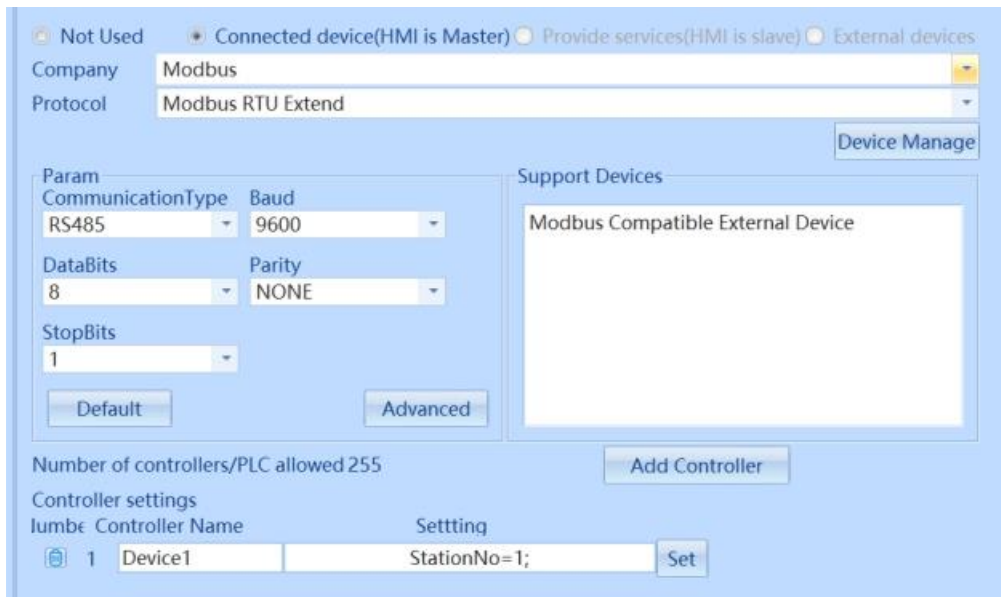 Not Used Connected device(HMI is Master) Provide services(HMI is slave) External devices
Company Modbus
Protocol Modbus RTU Extend
Device Manage
Param
CommunicationType Baud
RS485 9600
DataBits Parity
8 NONE
StopBits
1
Default Advanced
Support Devices
Modbus Compatible External Device
Number of controllers/PLC allowed 255 Add Controller
Controller settings
Jumbe Controller Name Settting
1 Device1 StationNo=1; Set